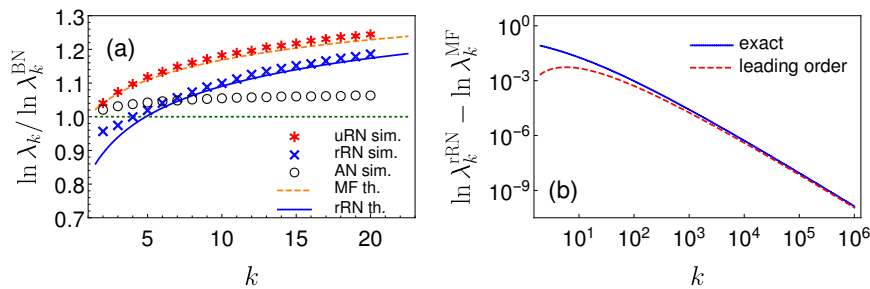 ln λ_k / ln λ_k^BN
1.3
1.2
1.1
1.0
0.9
0.8
0.7
(a)
uRN sim.
rRN sim.
AN sim.
MF th.
rRN th.
5
10
15
20
k
ln λ_k^rRN − ln λ_k^MF
10^0
10^-3
10^-6
10^-9
exact
leading order
(b)
10^1
10^2
10^3
10^4
10^5
10^6
k